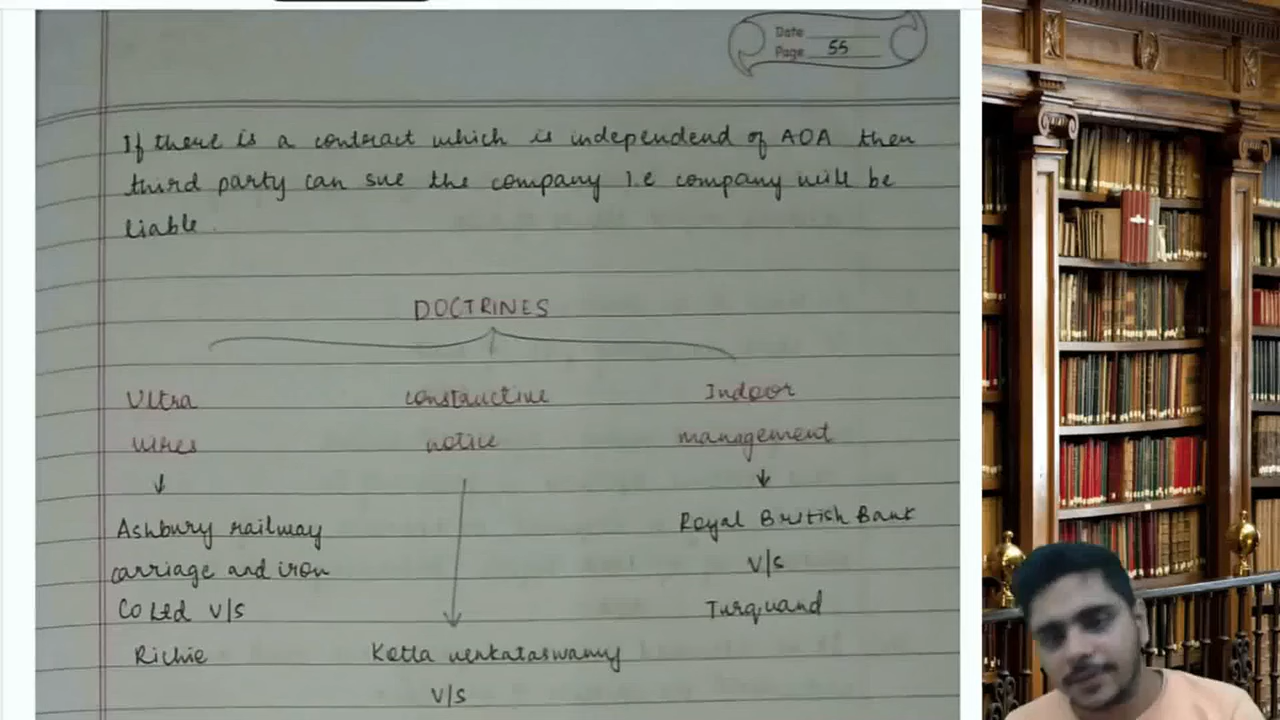 Date
Page 55
If there is a contract which is independend of AOA then
third party can sue the company i.e company will be
liable.
DOCTRINES
Ultra constructive Indoor
vires notice management
Ashbury railway Royal British Bank
carriage and iron V/s
Co Ltd V/s Turquand
Richie Kotla venkataswamy
V/s